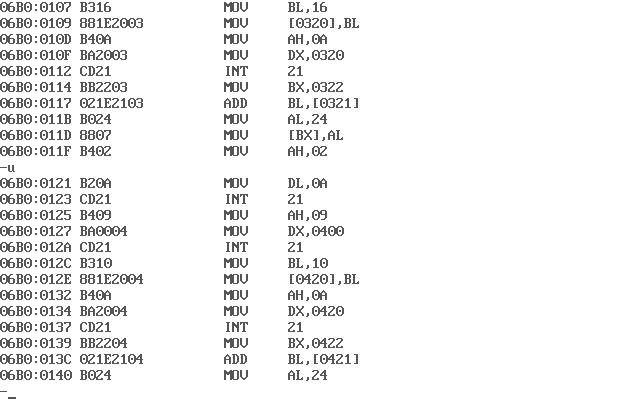 06B0:0107 B316 MOV BL,16
06B0:0109 881E2003 MOV [0320],BL
06B0:010D B40A MOV AH,0A
06B0:010F BA2003 MOV DX,0320
06B0:0112 CD21 INT 21
06B0:0114 BB2203 MOV BX,0322
06B0:0117 021E2103 ADD BL,[0321]
06B0:011B B024 MOV AL,24
06B0:011D 8807 MOV [BX],AL
06B0:011F B402 MOV AH,02
-u
06B0:0121 B20A MOV DL,0A
06B0:0123 CD21 INT 21
06B0:0125 B409 MOV AH,09
06B0:0127 BA0004 MOV DX,0400
06B0:012A CD21 INT 21
06B0:012C B310 MOV BL,10
06B0:012E 881E2004 MOV [0420],BL
06B0:0132 B40A MOV AH,0A
06B0:0134 BA2004 MOV DX,0420
06B0:0137 CD21 INT 21
06B0:0139 BB2204 MOV BX,0422
06B0:013C 021E2104 ADD BL,[0421]
06B0:0140 B024 MOV AL,24
-_